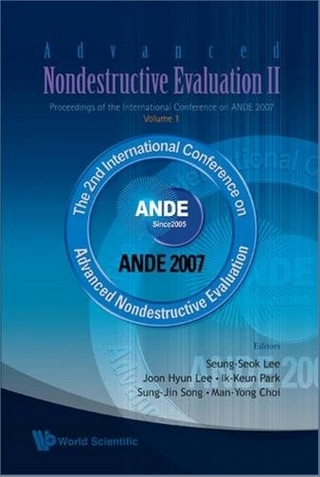 Advanced
Nondestructive Evaluation II
Proceedings of the International Conference on ANDE 2007
Volume 1
The 2nd International Conference on
ANDE
Since2005
ANDE 2007
Advanced Nondestructive Evaluation
Editors
Seung-Seok Lee
Joon Hyun Lee • Ik-Keun Park
Sung-Jin Song • Man-Yong Choi
World Scientific